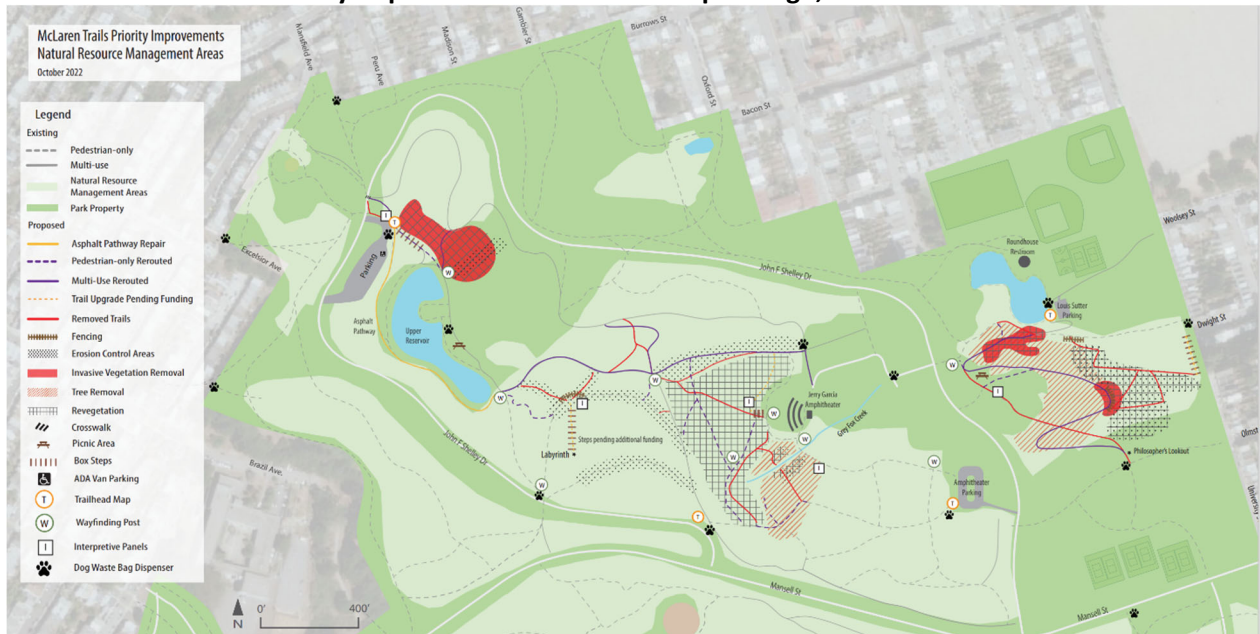 McLaren Trails Priority Improvements
Natural Resource Management Areas
October 2022
Legend
Existing
Pedestrian-only
Multi-use
Natural Resource
Management Areas
Park Property
Proposed
Asphalt Pathway Repair
Pedestrian-only Rerouted
Multi-Use Rerouted
Trail Upgrade Pending Funding
Removed Trails
Fencing
Erosion Control Areas
Invasive Vegetation Removal
Tree Removal
Revegetation
Crosswalk
Picnic Area
Box Steps
ADA Van Parking
T
Trailhead Map
W
Wayfinding Post
I
Interpretive Panels
Dog Waste Bag Dispenser
Mansfield Ave
Peru Ave
Madison St
Gambier St
Burrows St
Oxford St
Bacon St
Woolsey St
Dwight St
Excelsior Ave
Brazil Ave.
Parking
I
T
W
Asphalt
Pathway
Upper
Reservoir
John F Shelley Dr
John F Shelley Dr
W
W
I
Steps pending additional funding
Labyrinth
W
I
W
W
W
I
Jerry Garcia
Amphitheater
Grey Fox Creek
T
W
Amphitheater
Parking
T
W
I
Roundhouse
Restroom
Louis Sutter
Parking
T
Philosopher's Lookout
Mansell St
Mansell St
0'
400'
N